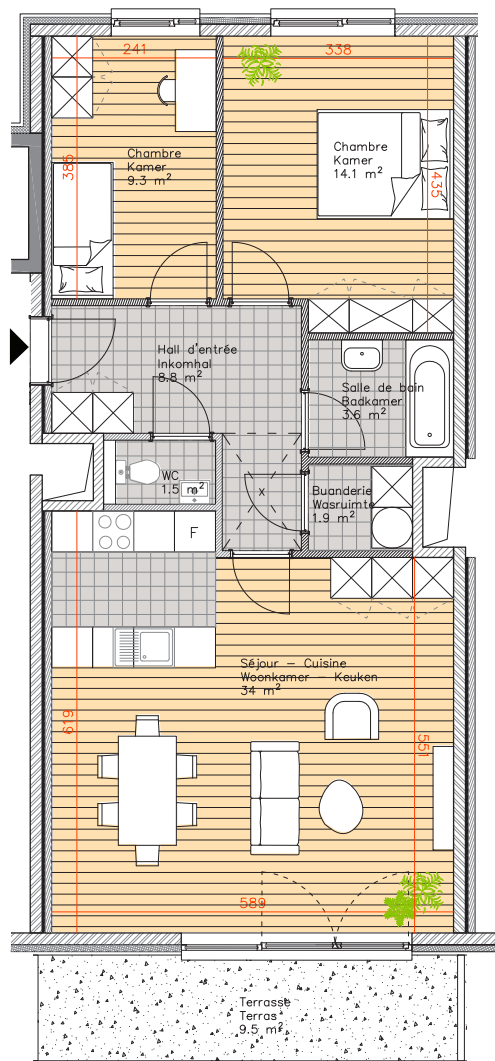 241
338
Chambre
Kamer
9.3 m²
385
Chambre
Kamer
14.1 m²
435
Hall d'entrée
Inkomhal
8.8 m²
Salle de bain
Badkamer
3.6 m²
WC
1.5 m²
x
Buanderie
Wasruimte
1.9 m²
F
Séjour – Cuisine
Woonkamer – Keuken
34 m²
619
551
589
Terrasse
Terras
9.5 m²